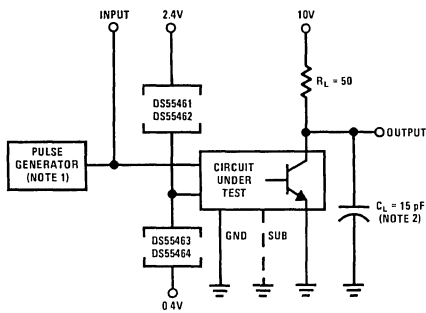 INPUT
2.4V
10V
DS55461
DS55462
R_L = 50
OUTPUT
PULSE
GENERATOR
(NOTE 1)
CIRCUIT
UNDER
TEST
C_L = 15 pF
(NOTE 2)
DS55463
DS55464
GND
SUB
0 4V